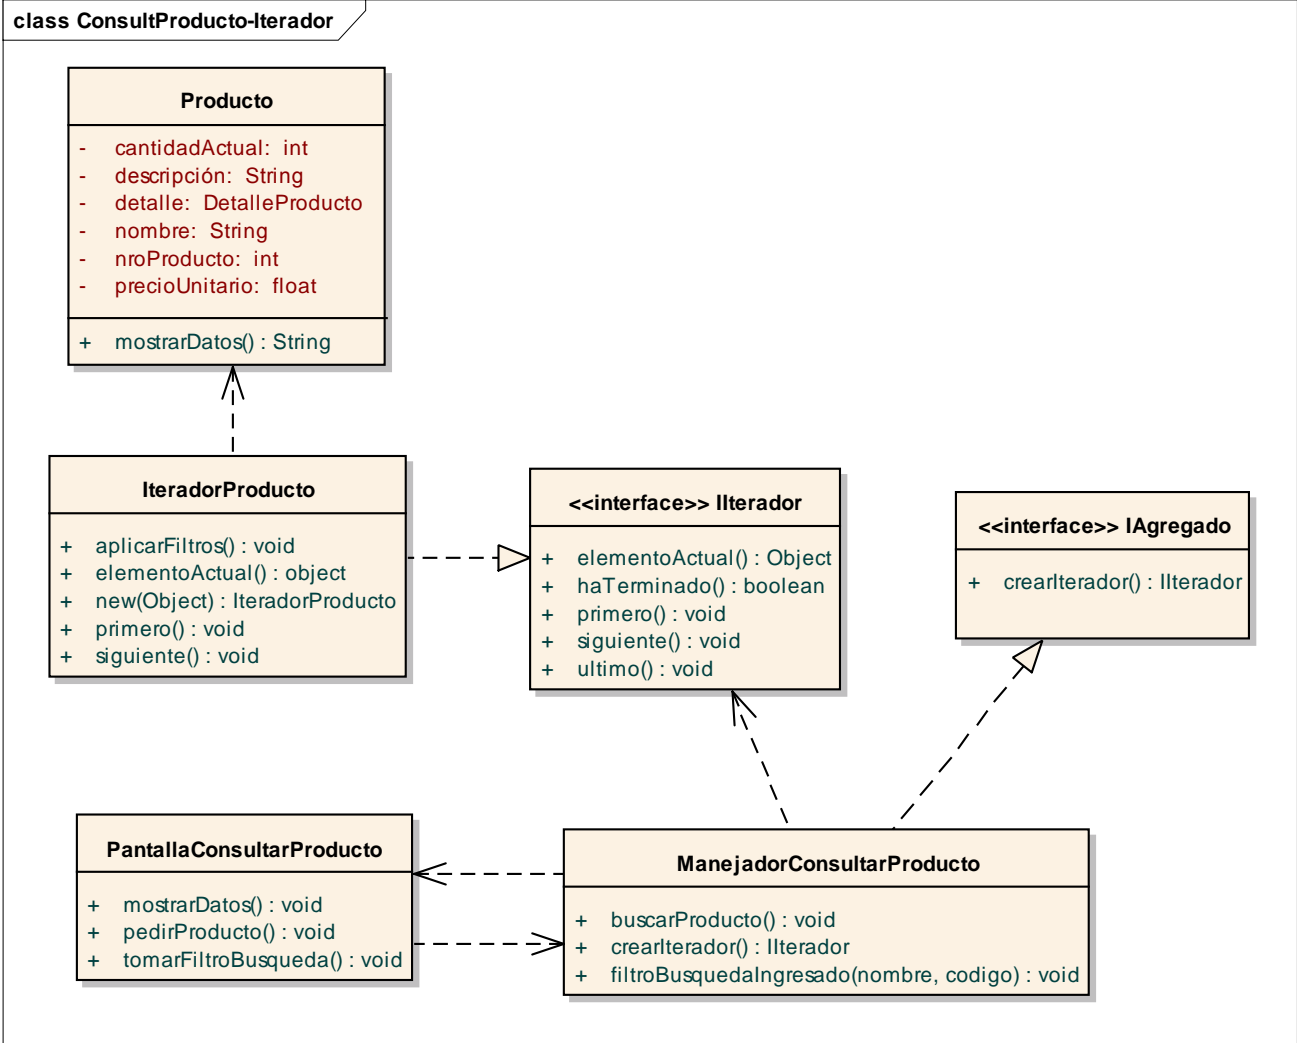 class ConsultProducto-Iterador
Producto
- cantidadActual: int
- descripción: String
- detalle: DetalleProducto
- nombre: String
- nroProducto: int
- precioUnitario: float
+ mostrarDatos() : String
IteradorProducto
+ aplicarFiltros() : void
+ elementoActual() : object
+ new(Object) : IteradorProducto
+ primero() : void
+ siguiente() : void
<<interface>> IIterador
+ elementoActual() : Object
+ haTerminado() : boolean
+ primero() : void
+ siguiente() : void
+ ultimo() : void
<<interface>> IAgregado
+ crearIterador() : IIterador
PantallaConsultarProducto
+ mostrarDatos() : void
+ pedirProducto() : void
+ tomarFiltroBusqueda() : void
ManejadorConsultarProducto
+ buscarProducto() : void
+ crearIterador() : IIterador
+ filtroBusquedaIngresado(nombre, codigo) : void